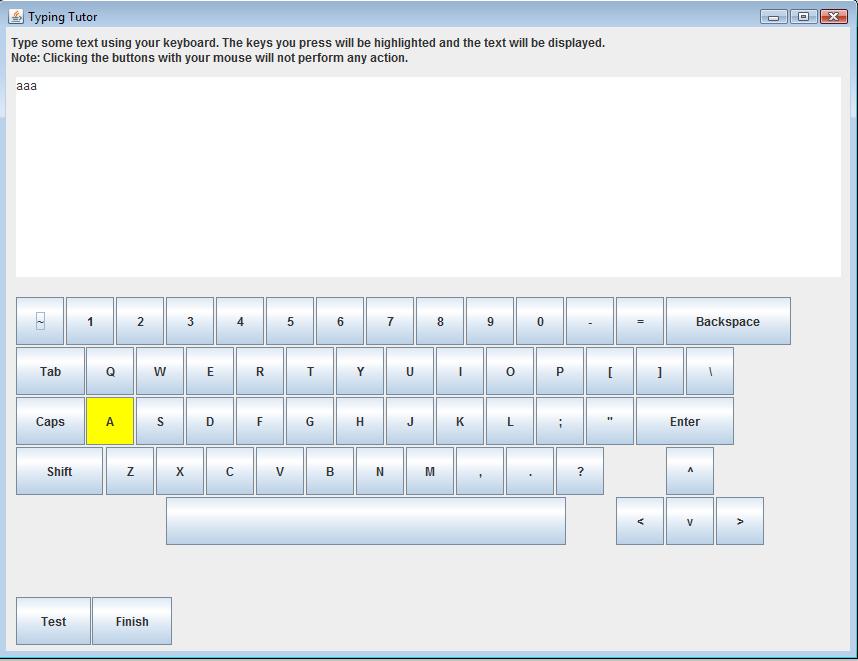 Typing Tutor
Type some text using your keyboard. The keys you press will be highlighted and the text will be displayed.
Note: Clicking the buttons with your mouse will not perform any action.
aaa
~ 1 2 3 4 5 6 7 8 9 0 - = Backspace
Tab Q W E R T Y U I O P [ ] \
Caps A S D F G H J K L ; " Enter
Shift Z X C V B N M , . ? ^
< v >
Test Finish